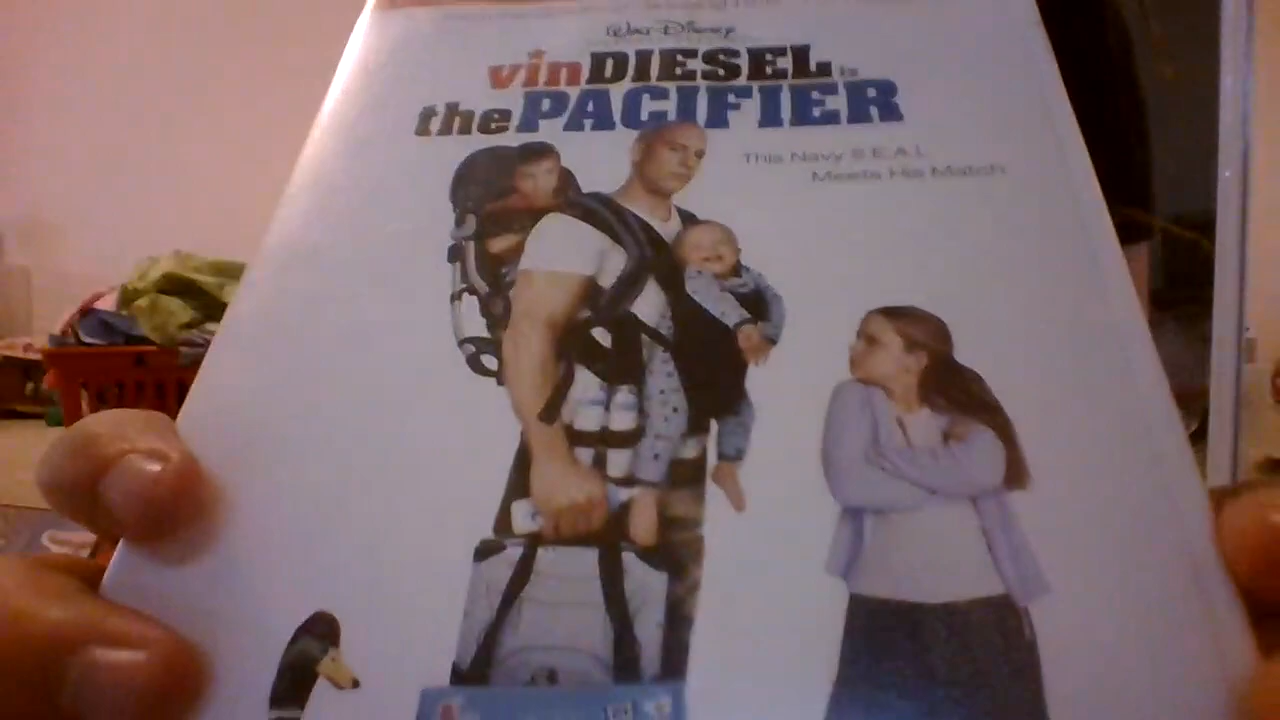 Walt Disney
vin DIESEL is
the PACIFIER
This Navy S.E.A.L.
Meets His Match